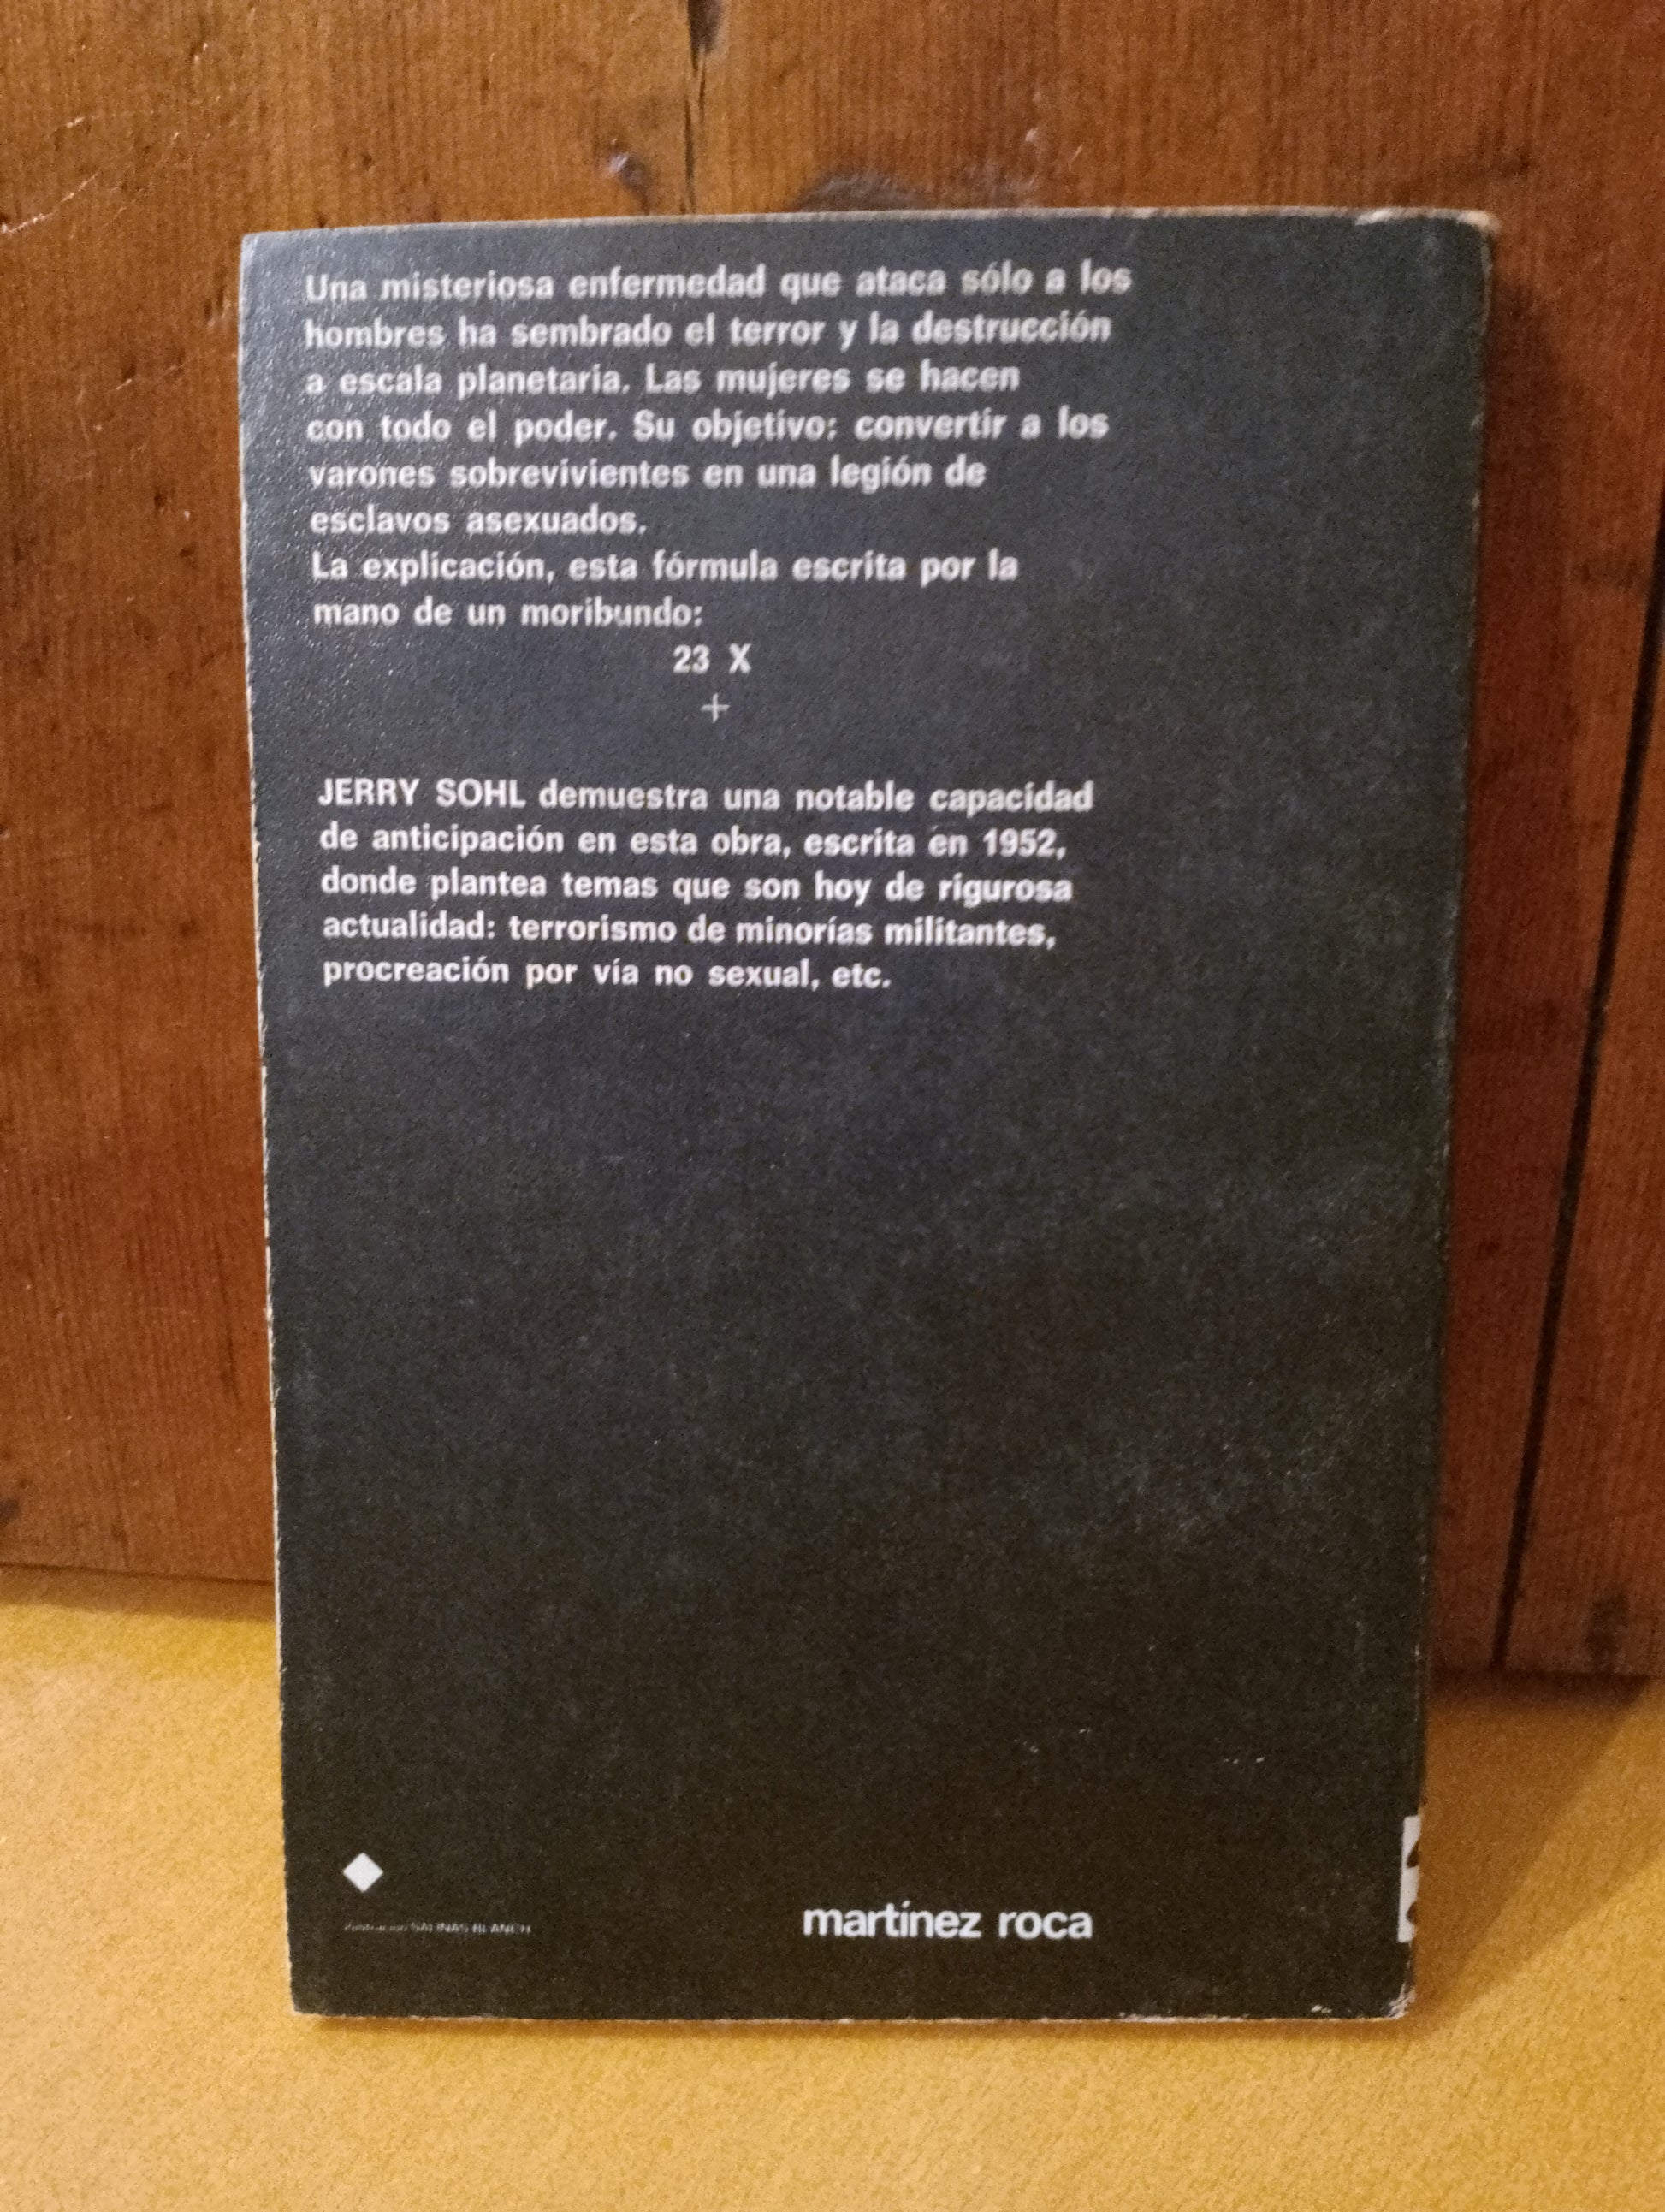 Una misteriosa enfermedad que ataca sólo a los
hombres ha sembrado el terror y la destrucción
a escala planetaria. Las mujeres se hacen
con todo el poder. Su objetivo: convertir a los
varones sobrevivientes en una legión de
esclavos asexuados.
La explicación, esta fórmula escrita por la
mano de un moribundo:
23 X
+
JERRY SOHL demuestra una notable capacidad
de anticipación en esta obra, escrita en 1952,
donde plantea temas que son hoy de rigurosa
actualidad: terrorismo de minorías militantes,
procreación por vía no sexual, etc.
SALINAS BLANCH
martínez roca